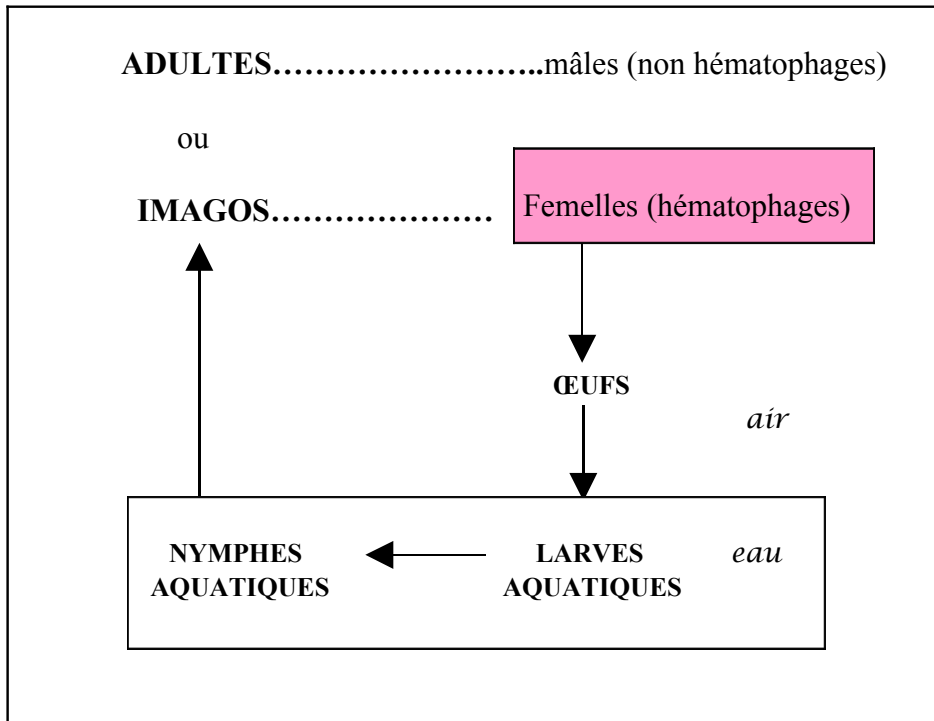 ADULTES……………………..mâles (non hématophages)
ou
IMAGOS………………… Femelles (hématophages)
ŒUFS
air
NYMPHES AQUATIQUES
LARVES AQUATIQUES
eau